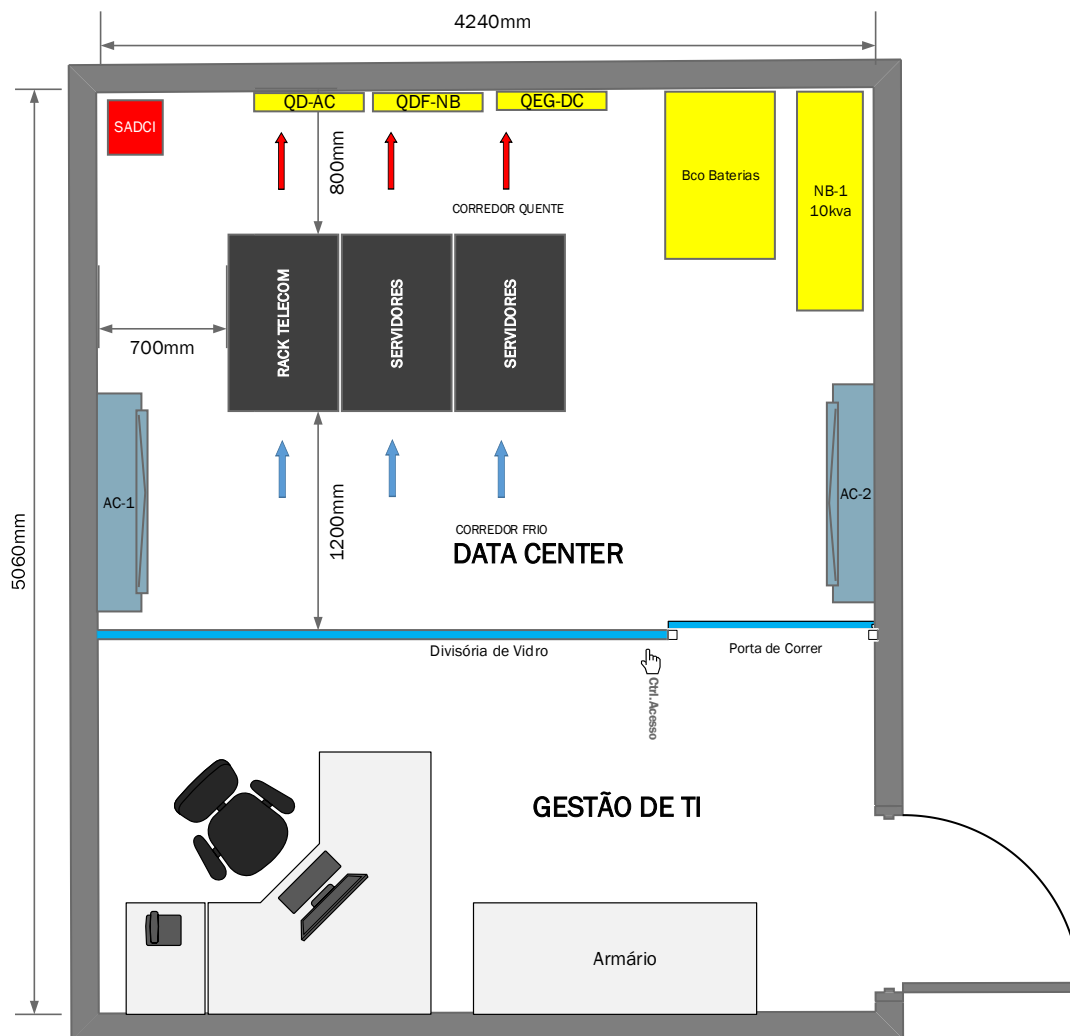 4240mm
QD-AC
QDF-NB
QEG-DC
SADCI
800mm
Bco Baterias
NB-1
10kva
CORREDOR QUENTE
RACK TELECOM
SERVIDORES
SERVIDORES
700mm
AC-1
AC-2
1200mm
CORREDOR FRIO
DATA CENTER
5060mm
Divisória de Vidro
Porta de Correr
Ctrl.Acesso
GESTÃO DE TI
Armário